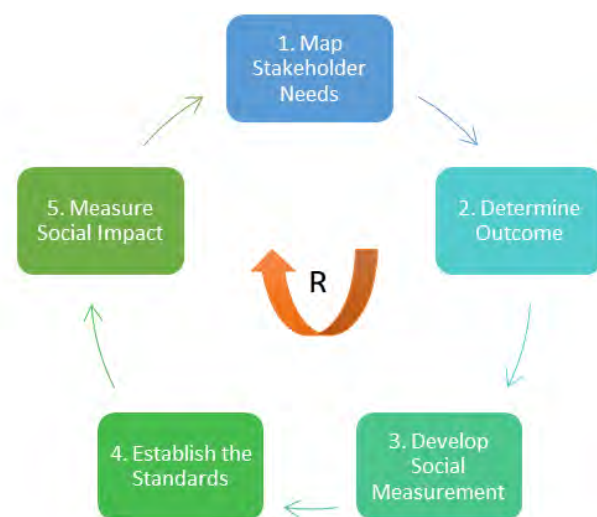 1. Map
Stakeholder
Needs
2. Determine
Outcome
3. Develop
Social
Measurement
4. Establish the
Standards
5. Measure
Social Impact
R